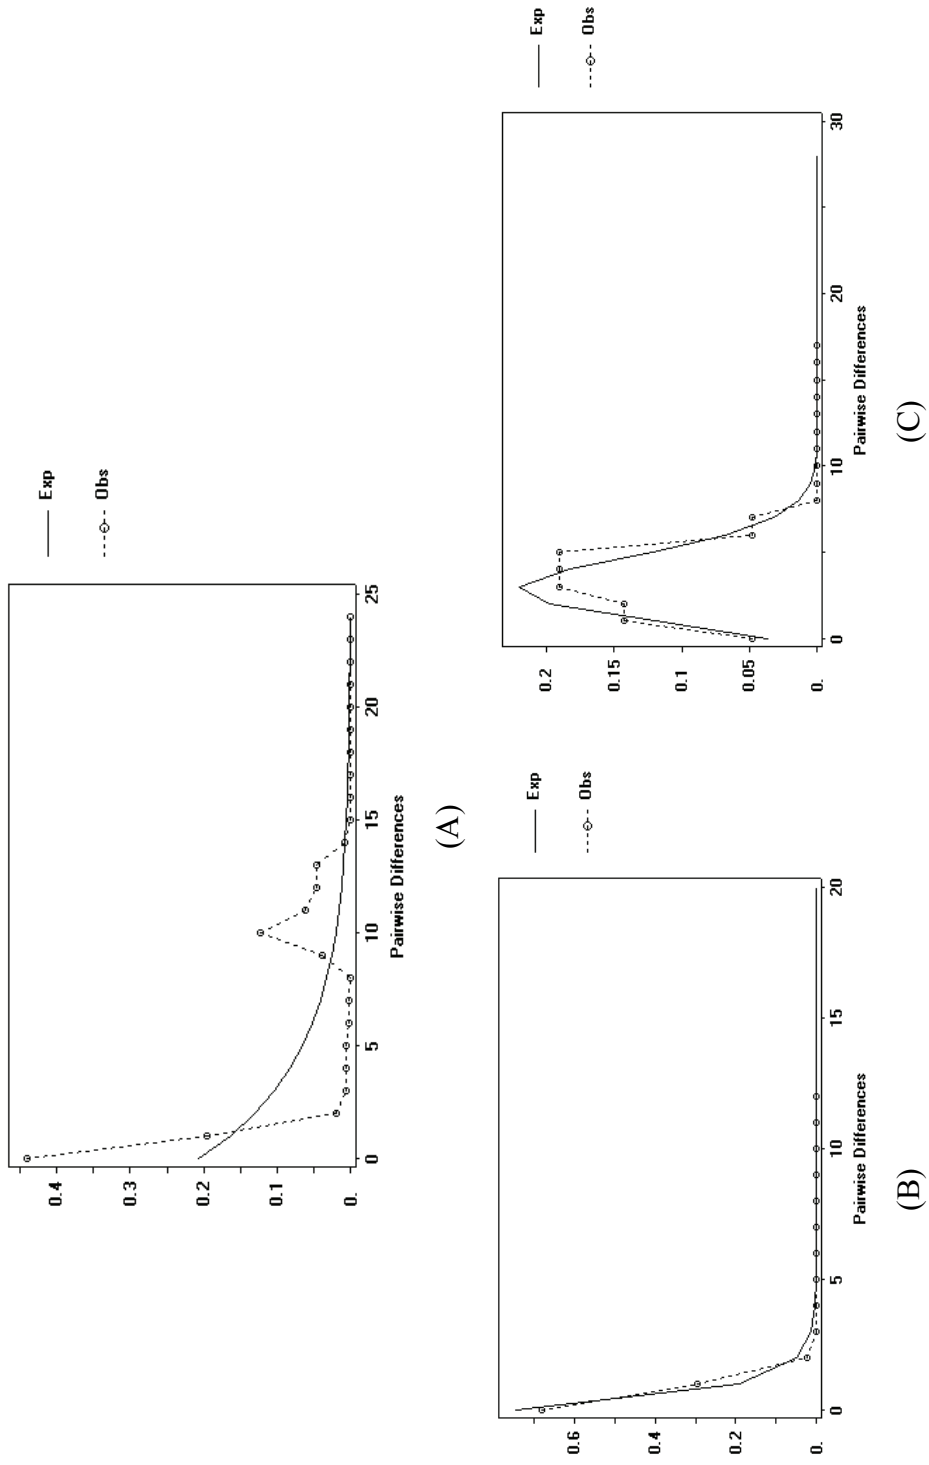 Exp
Obs
0.4
0.3
0.2
0.1
0.
0 5 10 15 20 25
Pairwise Differences
(A)
Exp
Obs
0.6
0.4
0.2
0.
0 5 10 15 20
Pairwise Differences
(B)
Exp
Obs
0.2
0.15
0.1
0.05
0.
0 10 20 30
Pairwise Differences
(C)